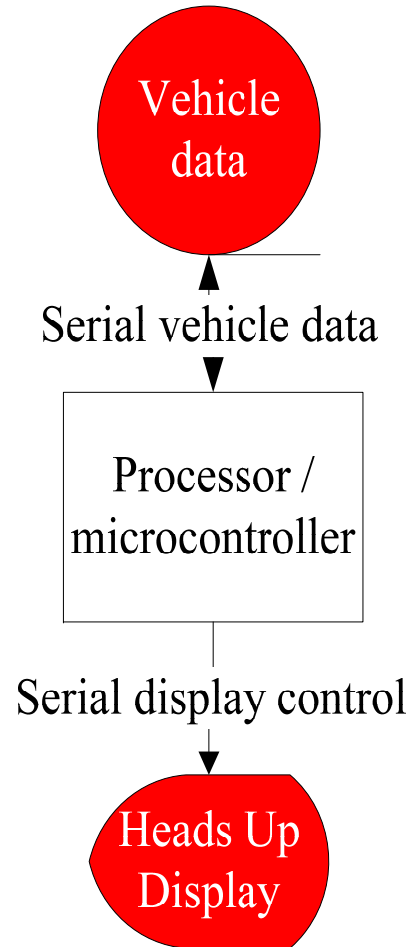 Vehicle
data
Serial vehicle data
Processor /
microcontroller
Serial display control
Heads Up
Display